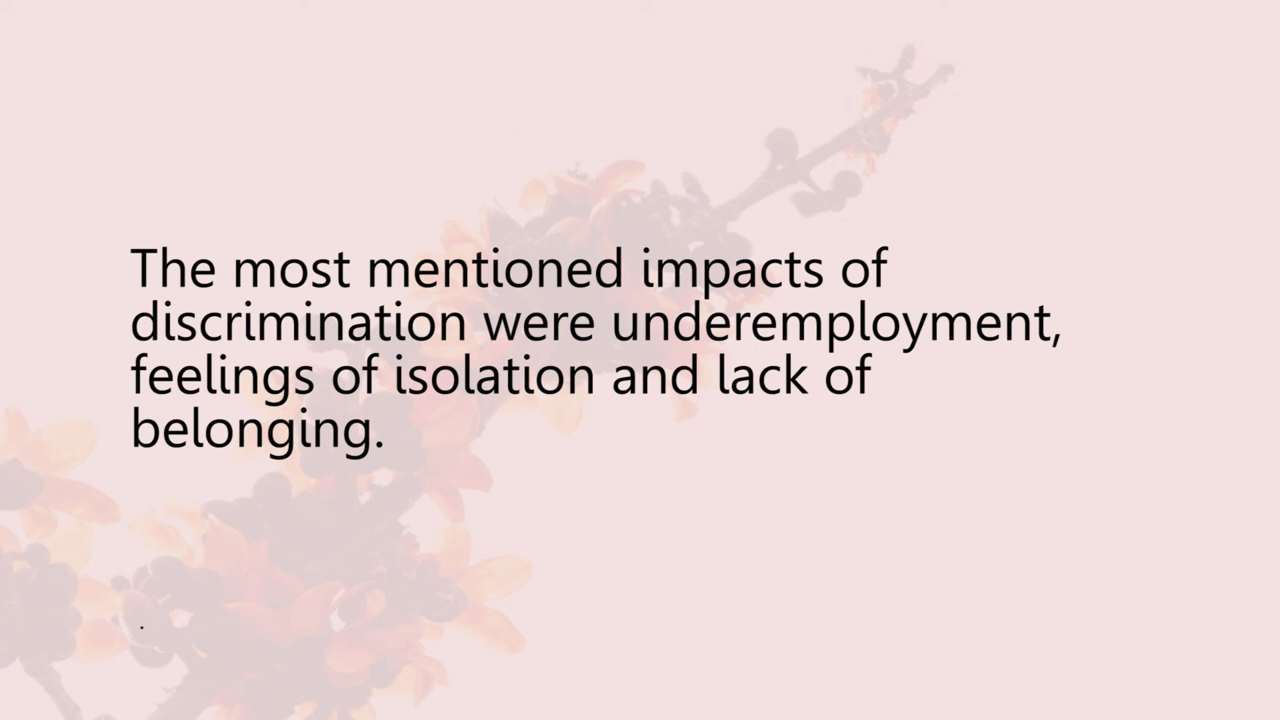 The most mentioned impacts of
discrimination were underemployment,
feelings of isolation and lack of
belonging.
.